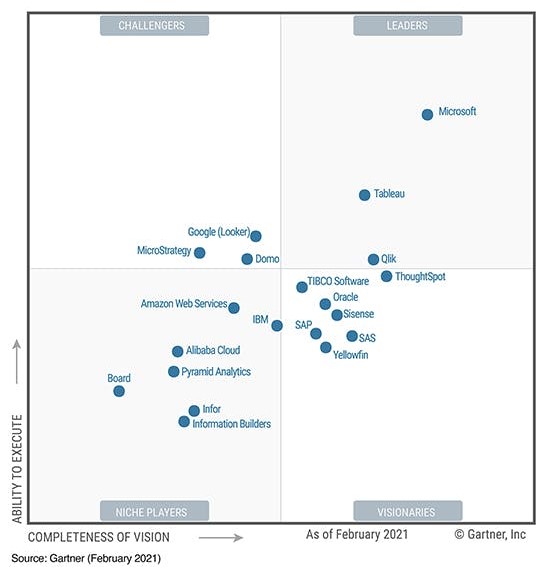 CHALLENGERS
LEADERS
Microsoft
Tableau
Google (Looker)
MicroStrategy
Domo
Qlik
ThoughtSpot
TIBCO Software
Oracle
Amazon Web Services
Sisense
IBM
SAP
SAS
Yellowfin
Alibaba Cloud
Pyramid Analytics
Board
Infor
Information Builders
ABILITY TO EXECUTE
NICHE PLAYERS
VISIONARIES
COMPLETENESS OF VISION
As of February 2021
© Gartner, Inc
Source: Gartner (February 2021)